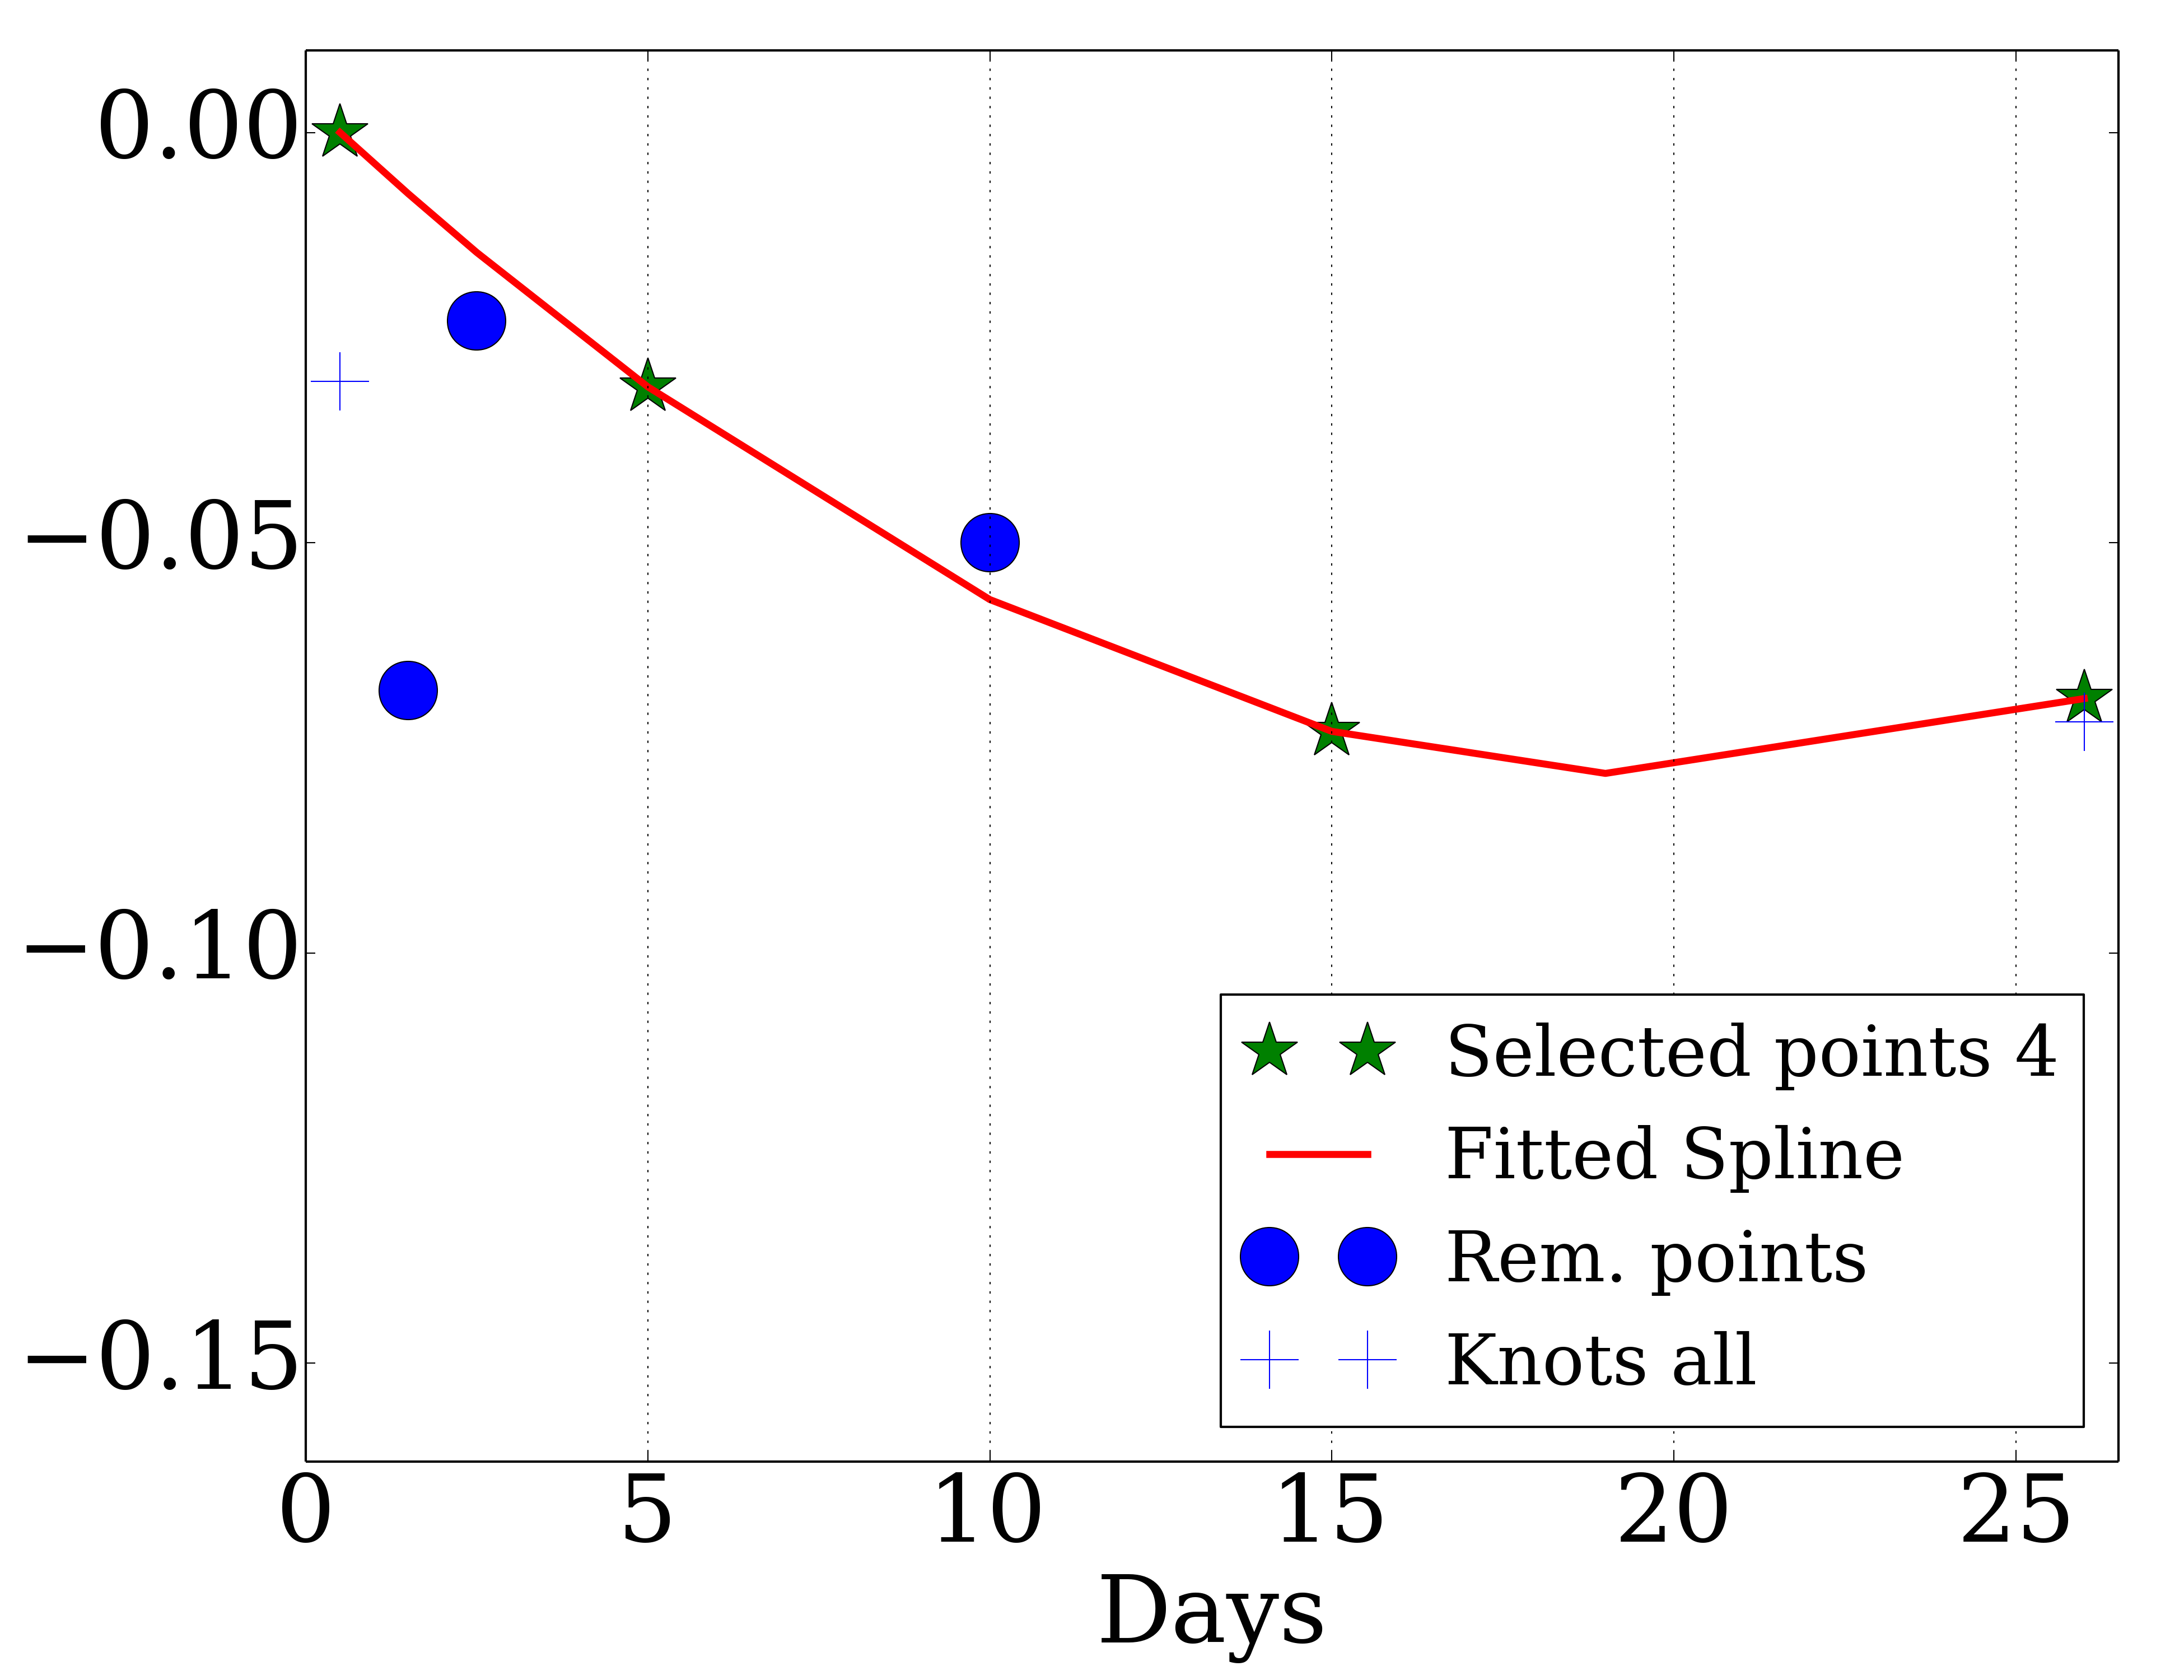 0.00
−0.05
−0.10
−0.15
Selected points 4
Fitted Spline
Rem. points
Knots all
0 5 10 15 20 25
Days